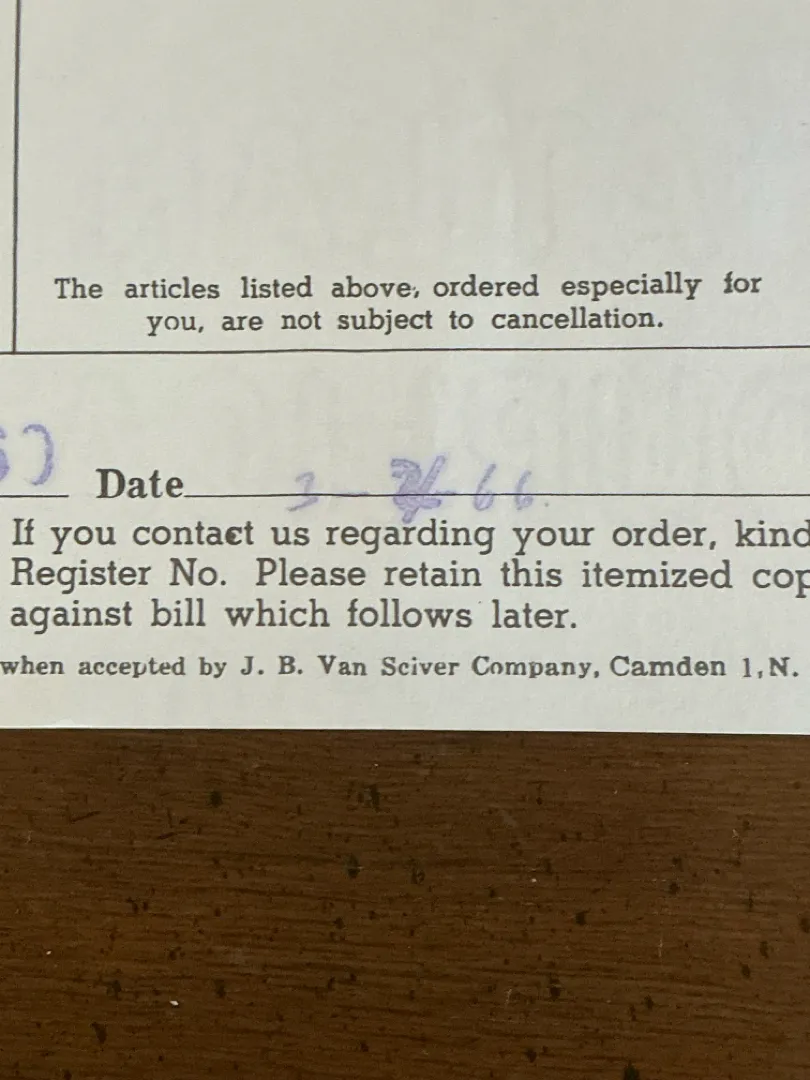 The articles listed above, ordered especially for
you, are not subject to cancellation.
Date 3 - - 66.
If you contact us regarding your order, kind
Register No. Please retain this itemized cop
against bill which follows later.
when accepted by J. B. Van Sciver Company, Camden 1, N.